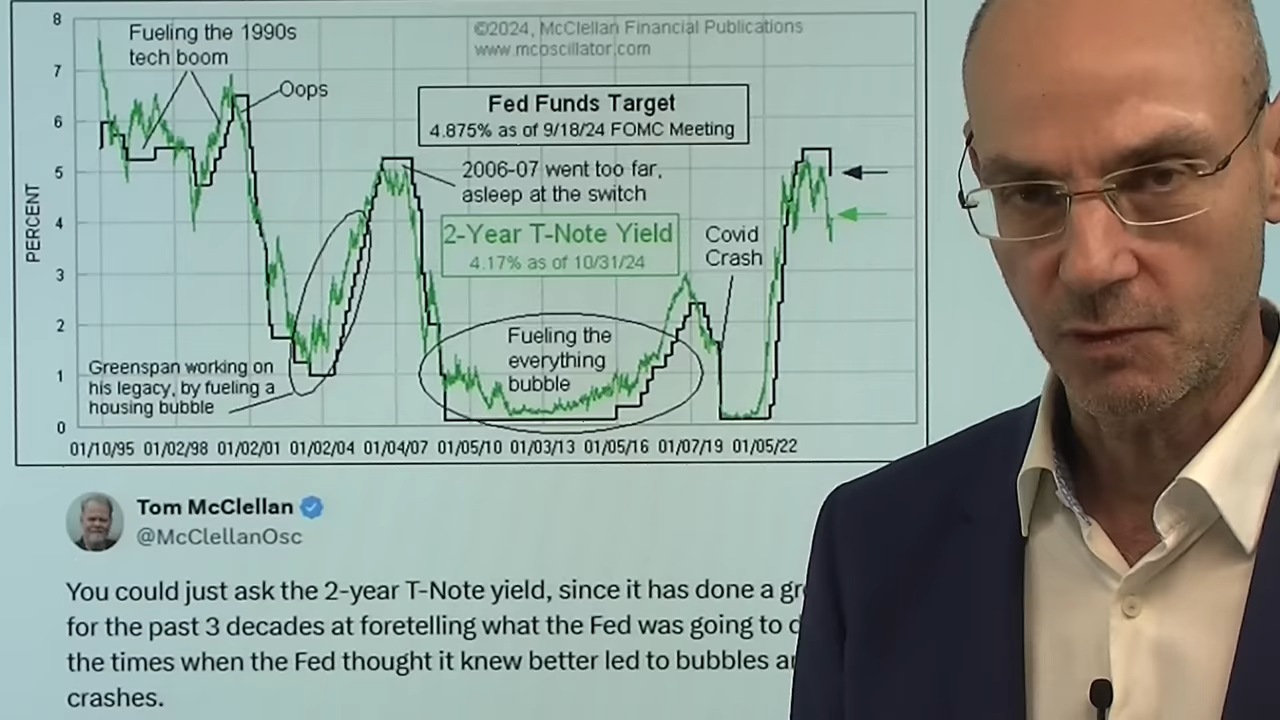 ©2024, McClellan Financial Publications
www.mcoscillator.com
Fueling the 1990s
tech boom
Oops
Fed Funds Target
4.875% as of 9/18/24 FOMC Meeting
2006-07 went too far,
asleep at the switch
2-Year T-Note Yield
4.17% as of 10/31/24
Covid
Crash
Fueling the
everything
bubble
Greenspan working on
his legacy, by fueling a
housing bubble
PERCENT
8
7
6
5
4
3
2
1
0
01/10/95 01/02/98 01/02/01 01/02/04 01/04/07 01/05/10 01/03/13 01/05/16 01/07/19 01/05/22
Tom McClellan
@McClellanOsc
You could just ask the 2-year T-Note yield, since it has done a
for the past 3 decades at foretelling what the Fed was going to
the times when the Fed thought it knew better led to bubbles
crashes.